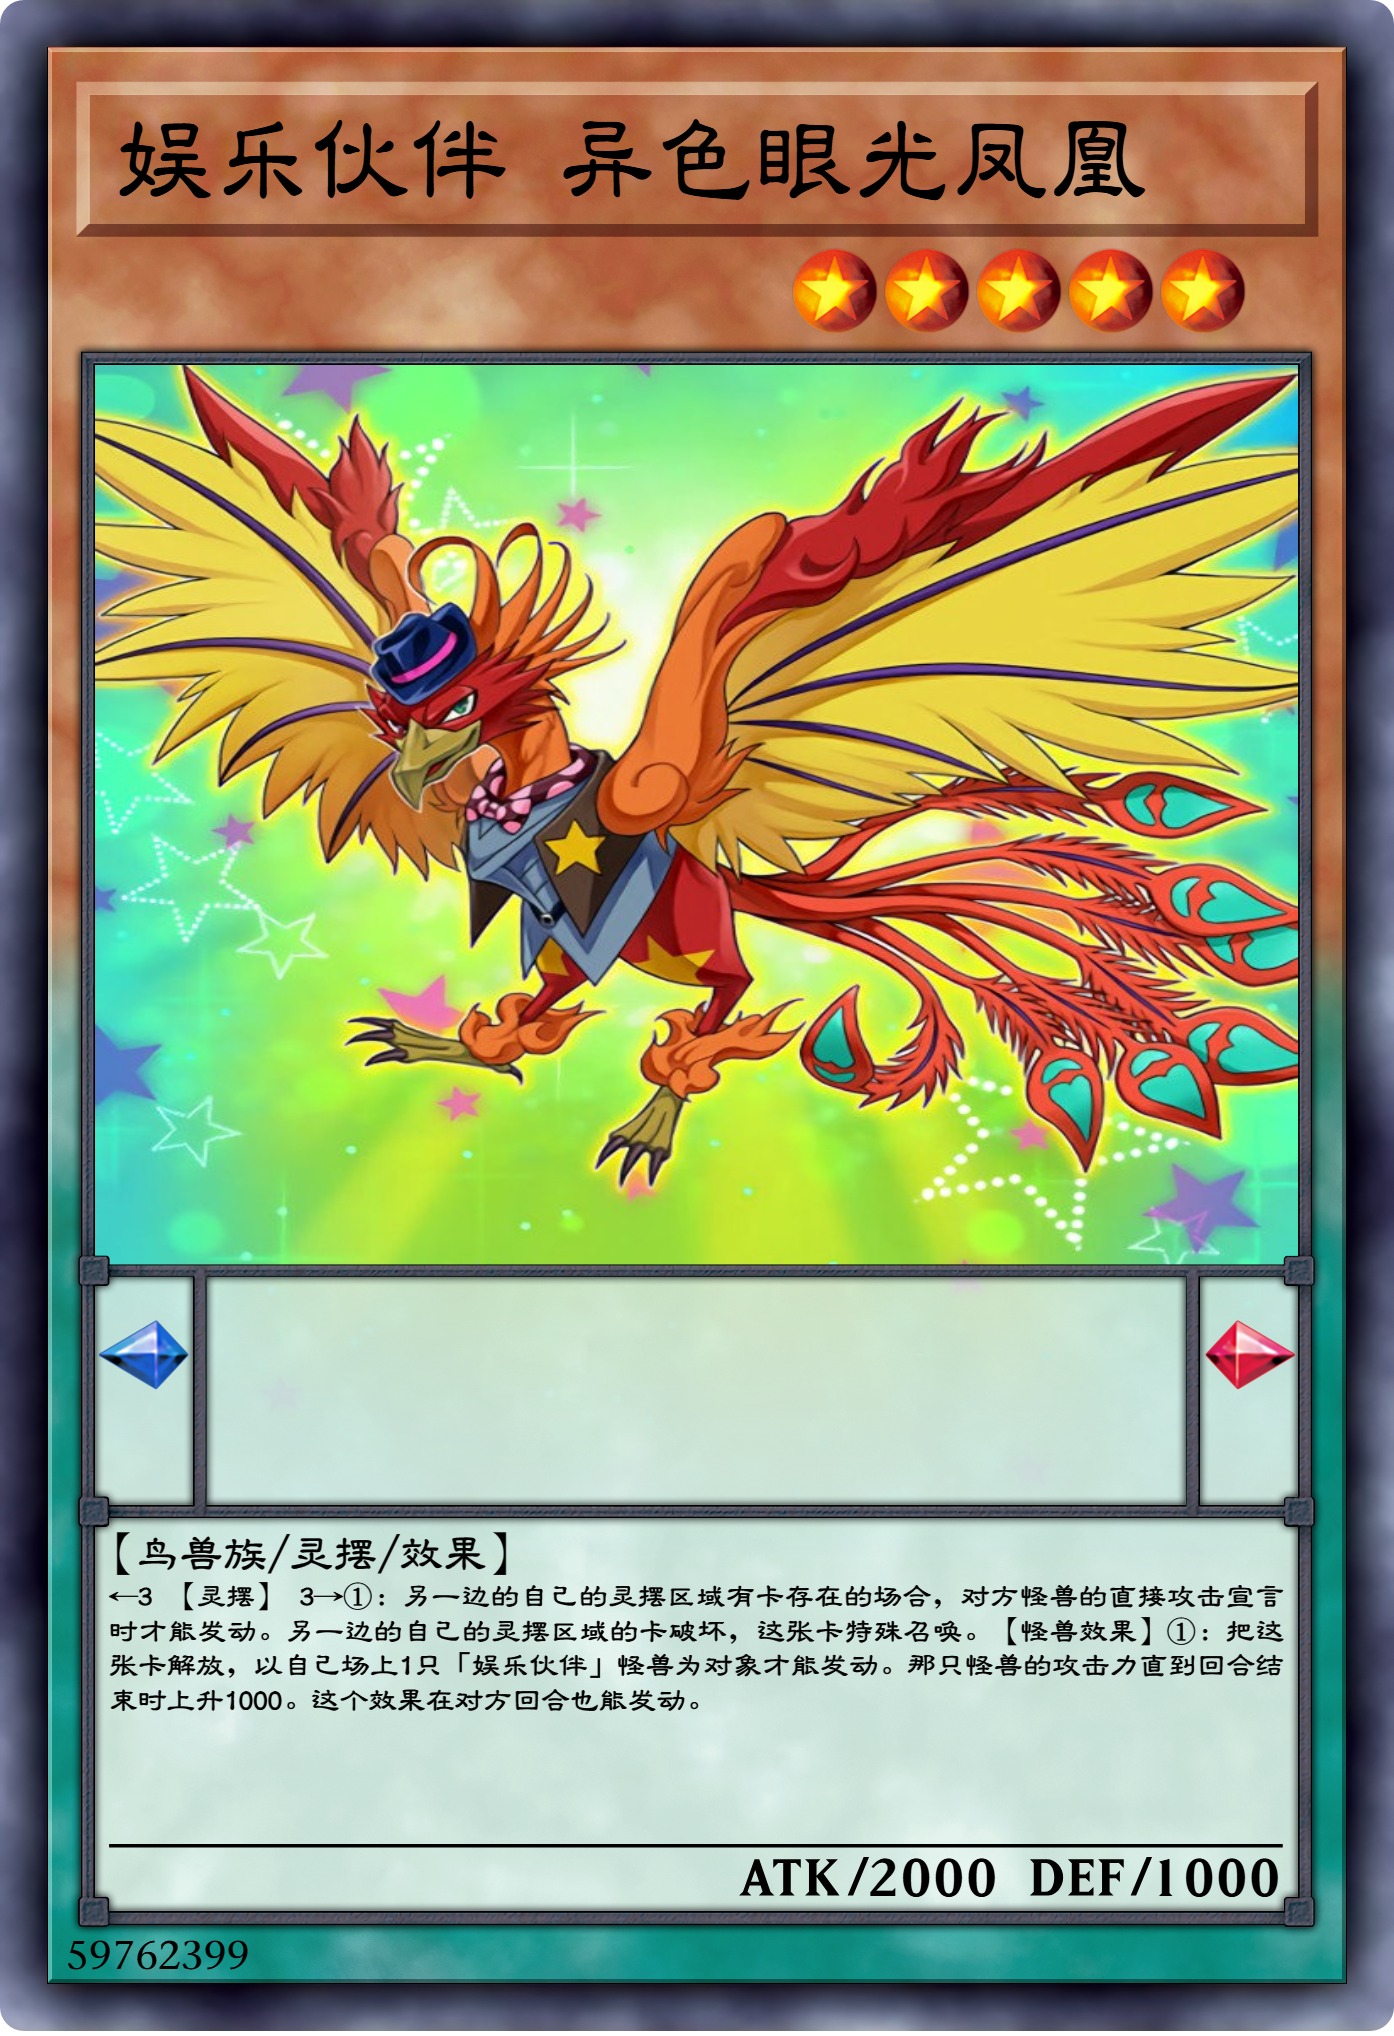 娱乐伙伴 异色眼光凤凰
【鸟兽族/灵摆/效果】
←3 【灵摆】 3→①：另一边的自己的灵摆区域有卡存在的场合，对方怪兽的直接攻击宣言
时才能发动。另一边的自己的灵摆区域的卡破坏，这张卡特殊召唤。【怪兽效果】①：把这
张卡解放，以自己场上1只「娱乐伙伴」怪兽为对象才能发动。那只怪兽的攻击力直到回合结
束时上升1000。这个效果在对方回合也能发动。
ATK/2000 DEF/1000
59762399